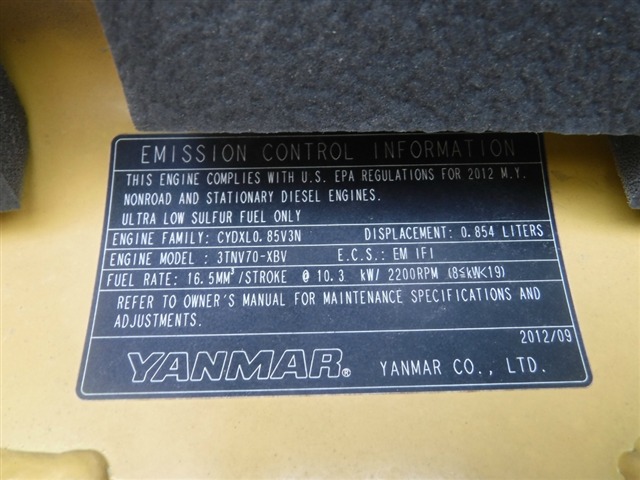 EMISSION CONTROL INFORMATION
THIS ENGINE COMPLIES WITH U.S. EPA REGULATIONS FOR 2012 M.Y.
NONROAD AND STATIONARY DIESEL ENGINES.
ULTRA LOW SULFUR FUEL ONLY
ENGINE FAMILY: CYDXL0.85V3N DISPLACEMENT: 0.854 LITERS
ENGINE MODEL : 3TNV70-XBV E.C.S.: EM IFI
FUEL RATE: 16.5MM³/STROKE @ 10.3 kW/ 2200RPM (8≤kW<19)
REFER TO OWNER'S MANUAL FOR MAINTENANCE SPECIFICATIONS AND
ADJUSTMENTS.
2012/09
YANMAR® YANMAR CO., LTD.